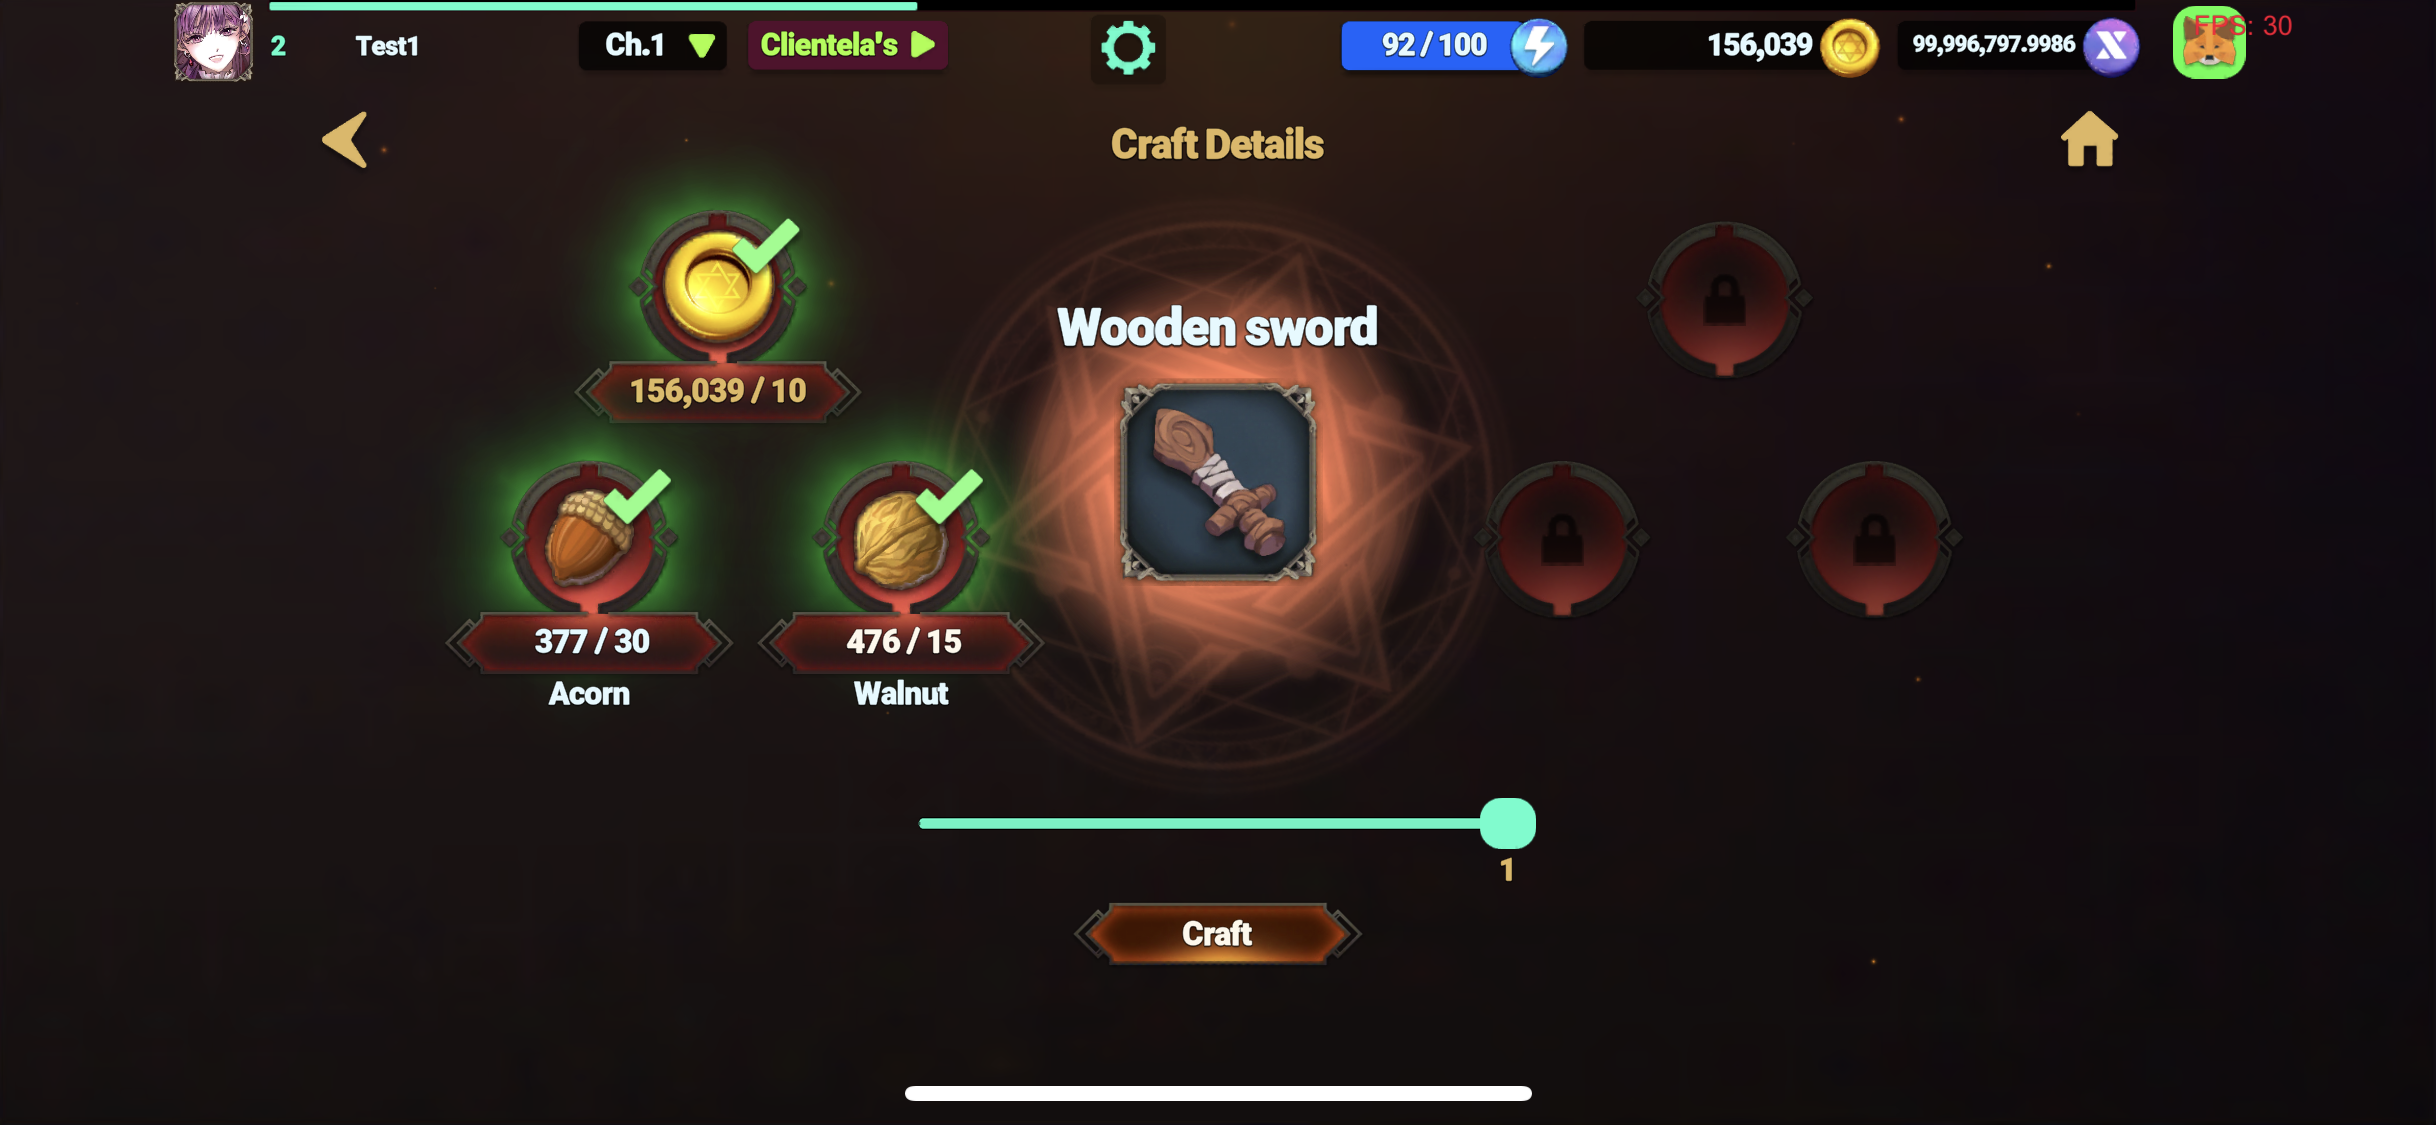 2 Test1 Ch.1 Clientela's 92 / 100 156,039 99,996,797.9986 FPS: 30
Craft Details
Wooden sword
156,039 / 10
377 / 30 476 / 15
Acorn Walnut
1
Craft